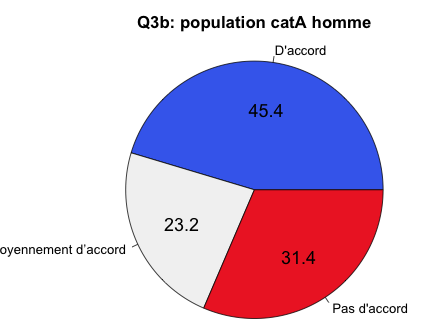 Q3b: population catA homme
D'accord
45.4
23.2
oyennement d'accord
31.4
Pas d'accord